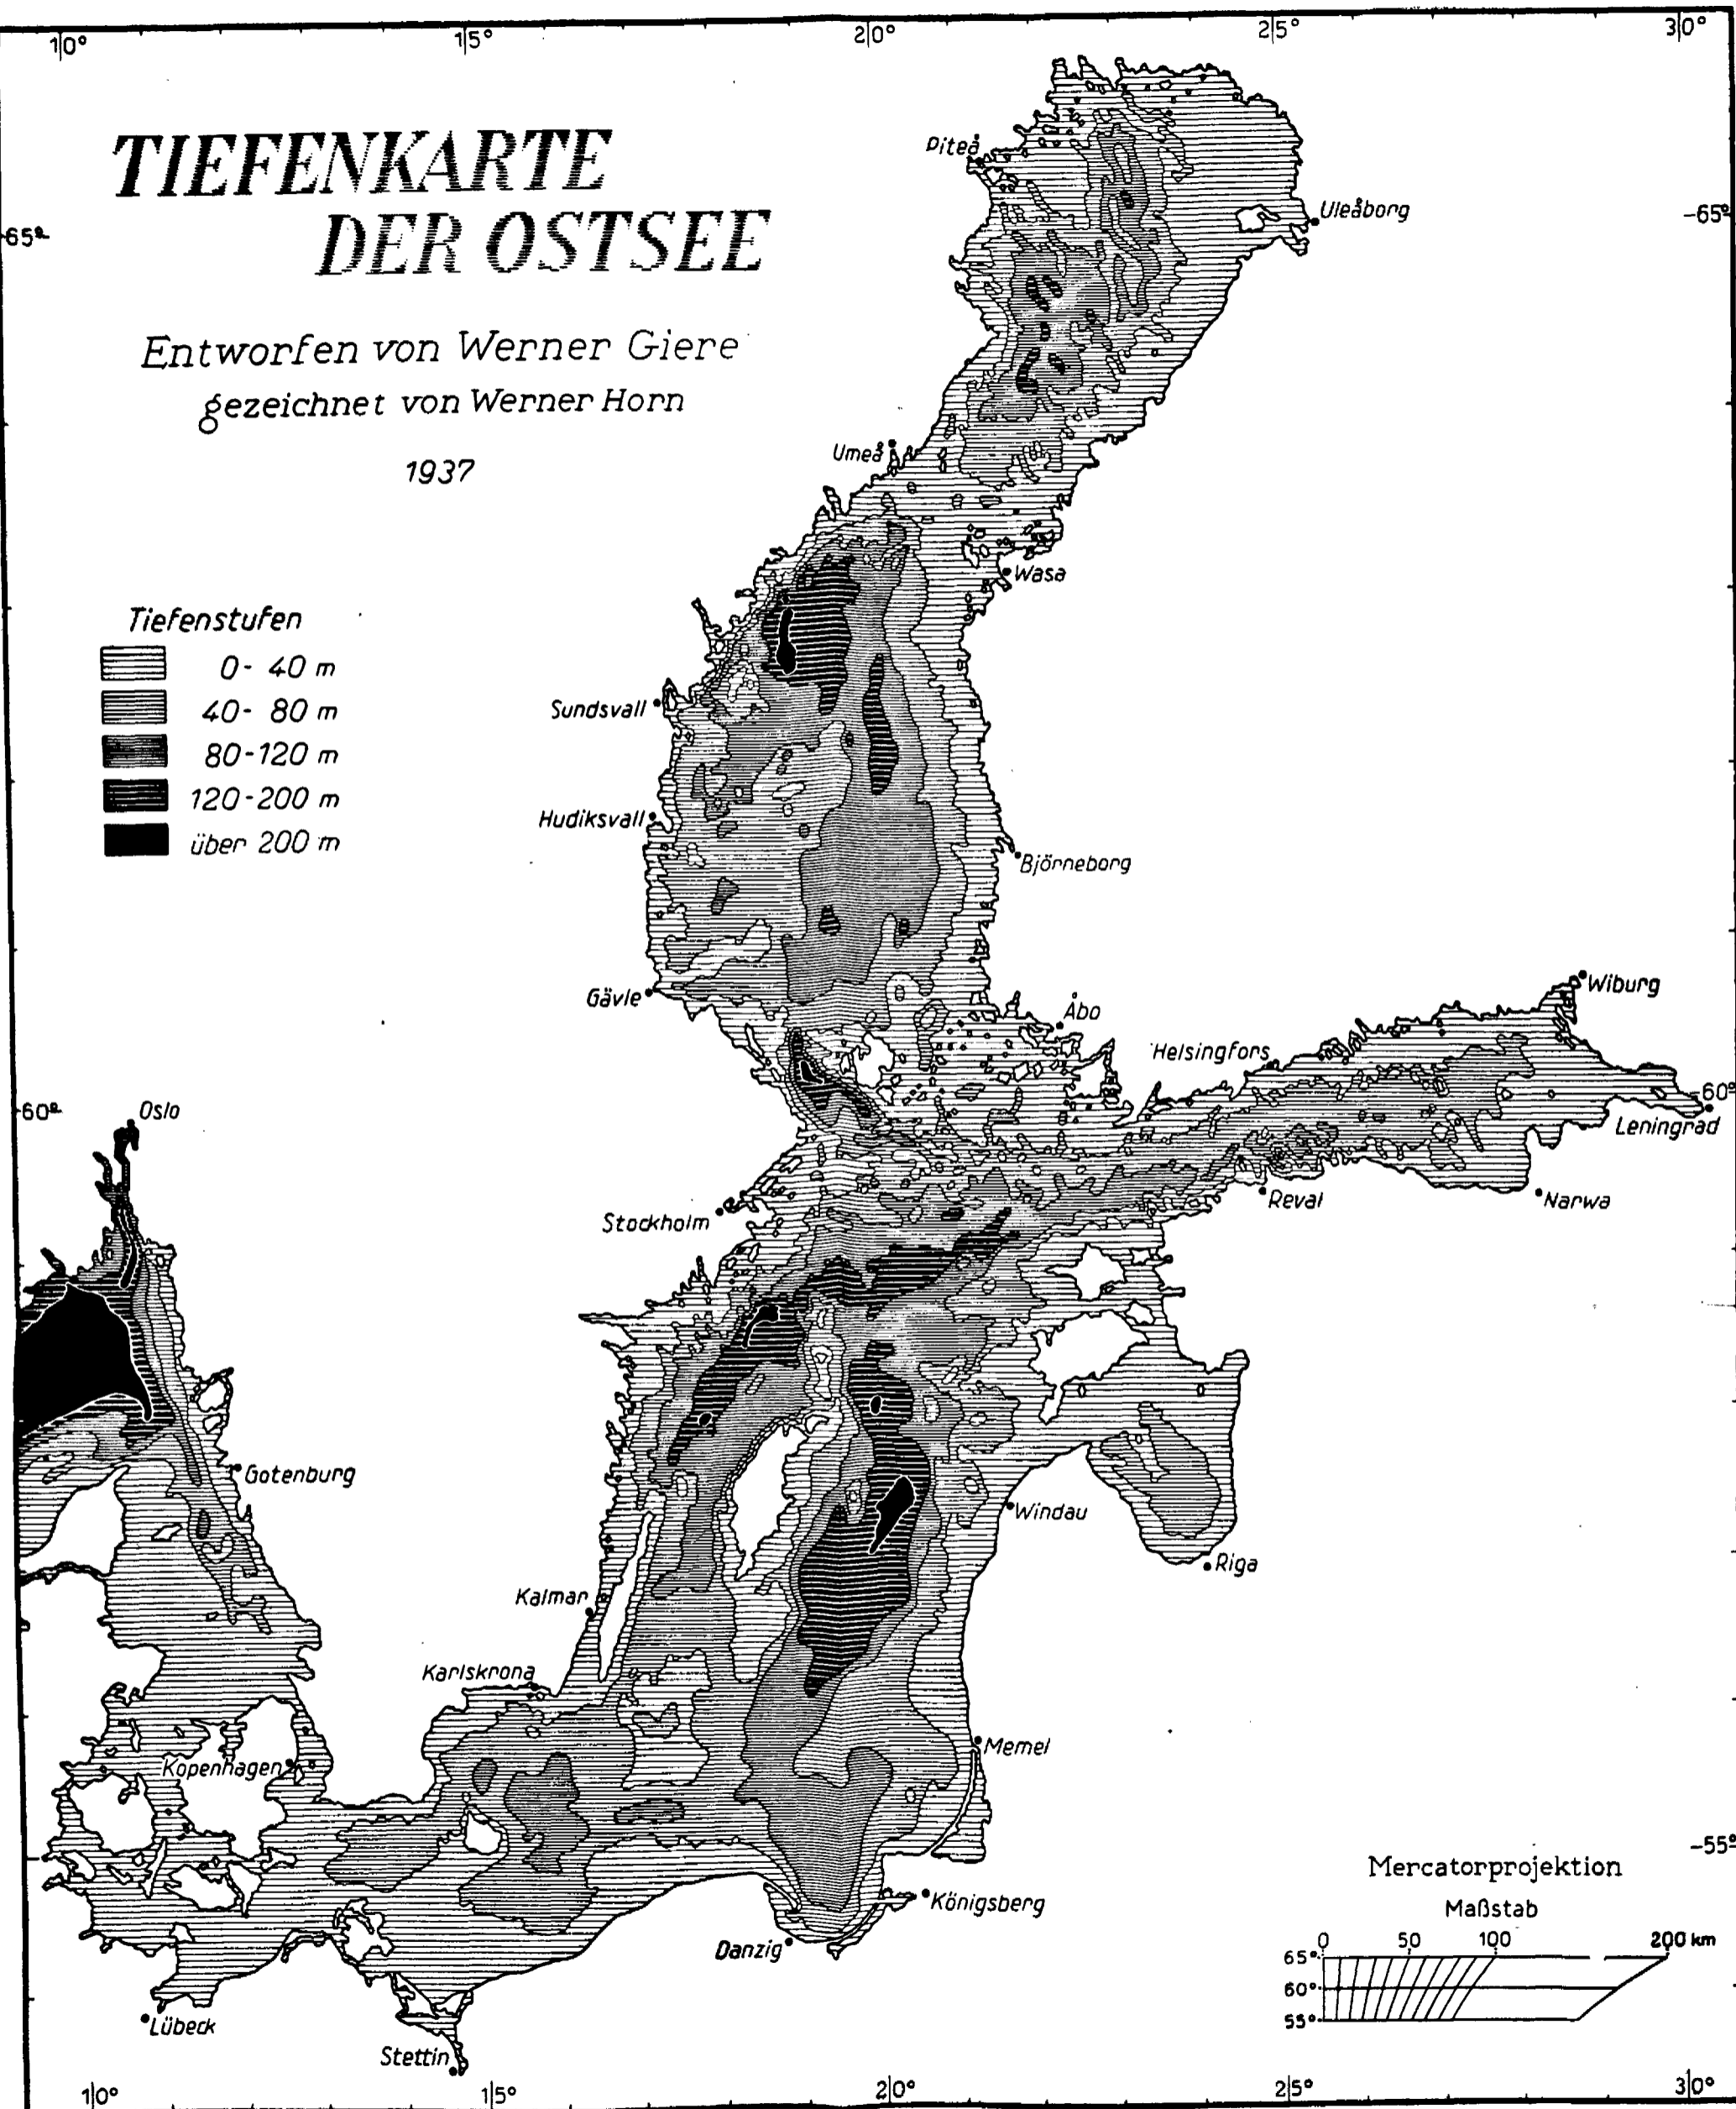 10° 15° 20° 25° 30°
TIEFENKARTE
DER OSTSEE
Entworfen von Werner Giere
gezeichnet von Werner Horn
1937
Piteå
Uleåborg
65° 65°
Umeå
Wasa
Tiefenstufen
0 - 40 m
40 - 80 m
80 - 120 m
120 - 200 m
über 200 m
Sundsvall
Hudiksvall
Björneborg
Gävle
Åbo
Wiburg
Helsingfors
60° 60°
Oslo
Leningrad
Stockholm
Reval
Narwa
Gotenburg
Windau
Riga
Kalmar
Karlskrona
Memel
Kopenhagen
55°
Königsberg
Danzig
Lübeck
Stettin
Mercatorprojektion
Maßstab
0 50 100 200 km
65°
60°
55°
10° 15° 20° 25° 30°